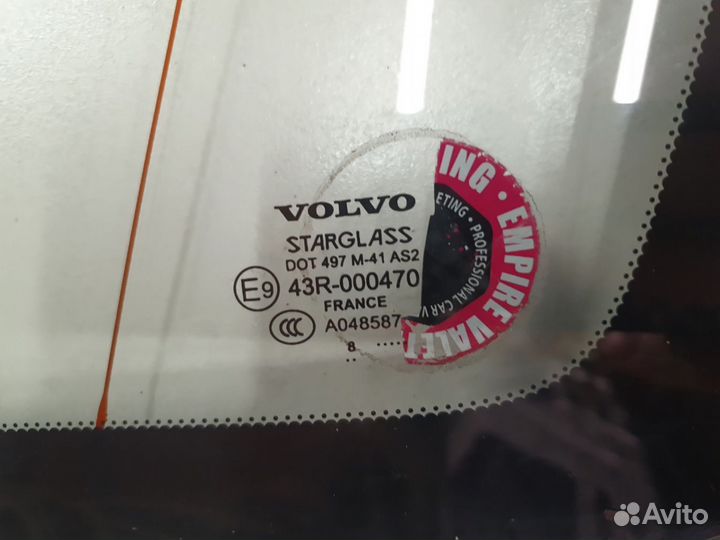 VOLVO
STARGLASS
DOT 497 M-41 AS2
E9 43R-000470
FRANCE
CCC A048587
8 ....
..
ING • EMPIRE VALET
ETING • PROFESSIONAL CAR V
Avito